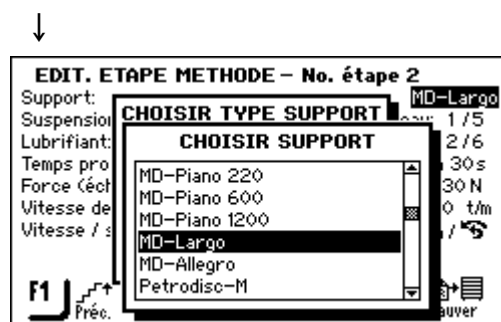 EDIT. ETAPE METHODE – No. étape 2
Support: MD-Largo
CHOISIR TYPE SUPPORT
Suspension 1/5
CHOISIR SUPPORT
Lubrifiant: 2/6
Temps pro 30s
Force (éch 30 N
Vitesse de 0 t/m
Vitesse / s /
MD-Piano 220
MD-Piano 600
MD-Piano 1200
MD-Largo
MD-Allegro
Petrodisc-M
F1
Préc.
auver